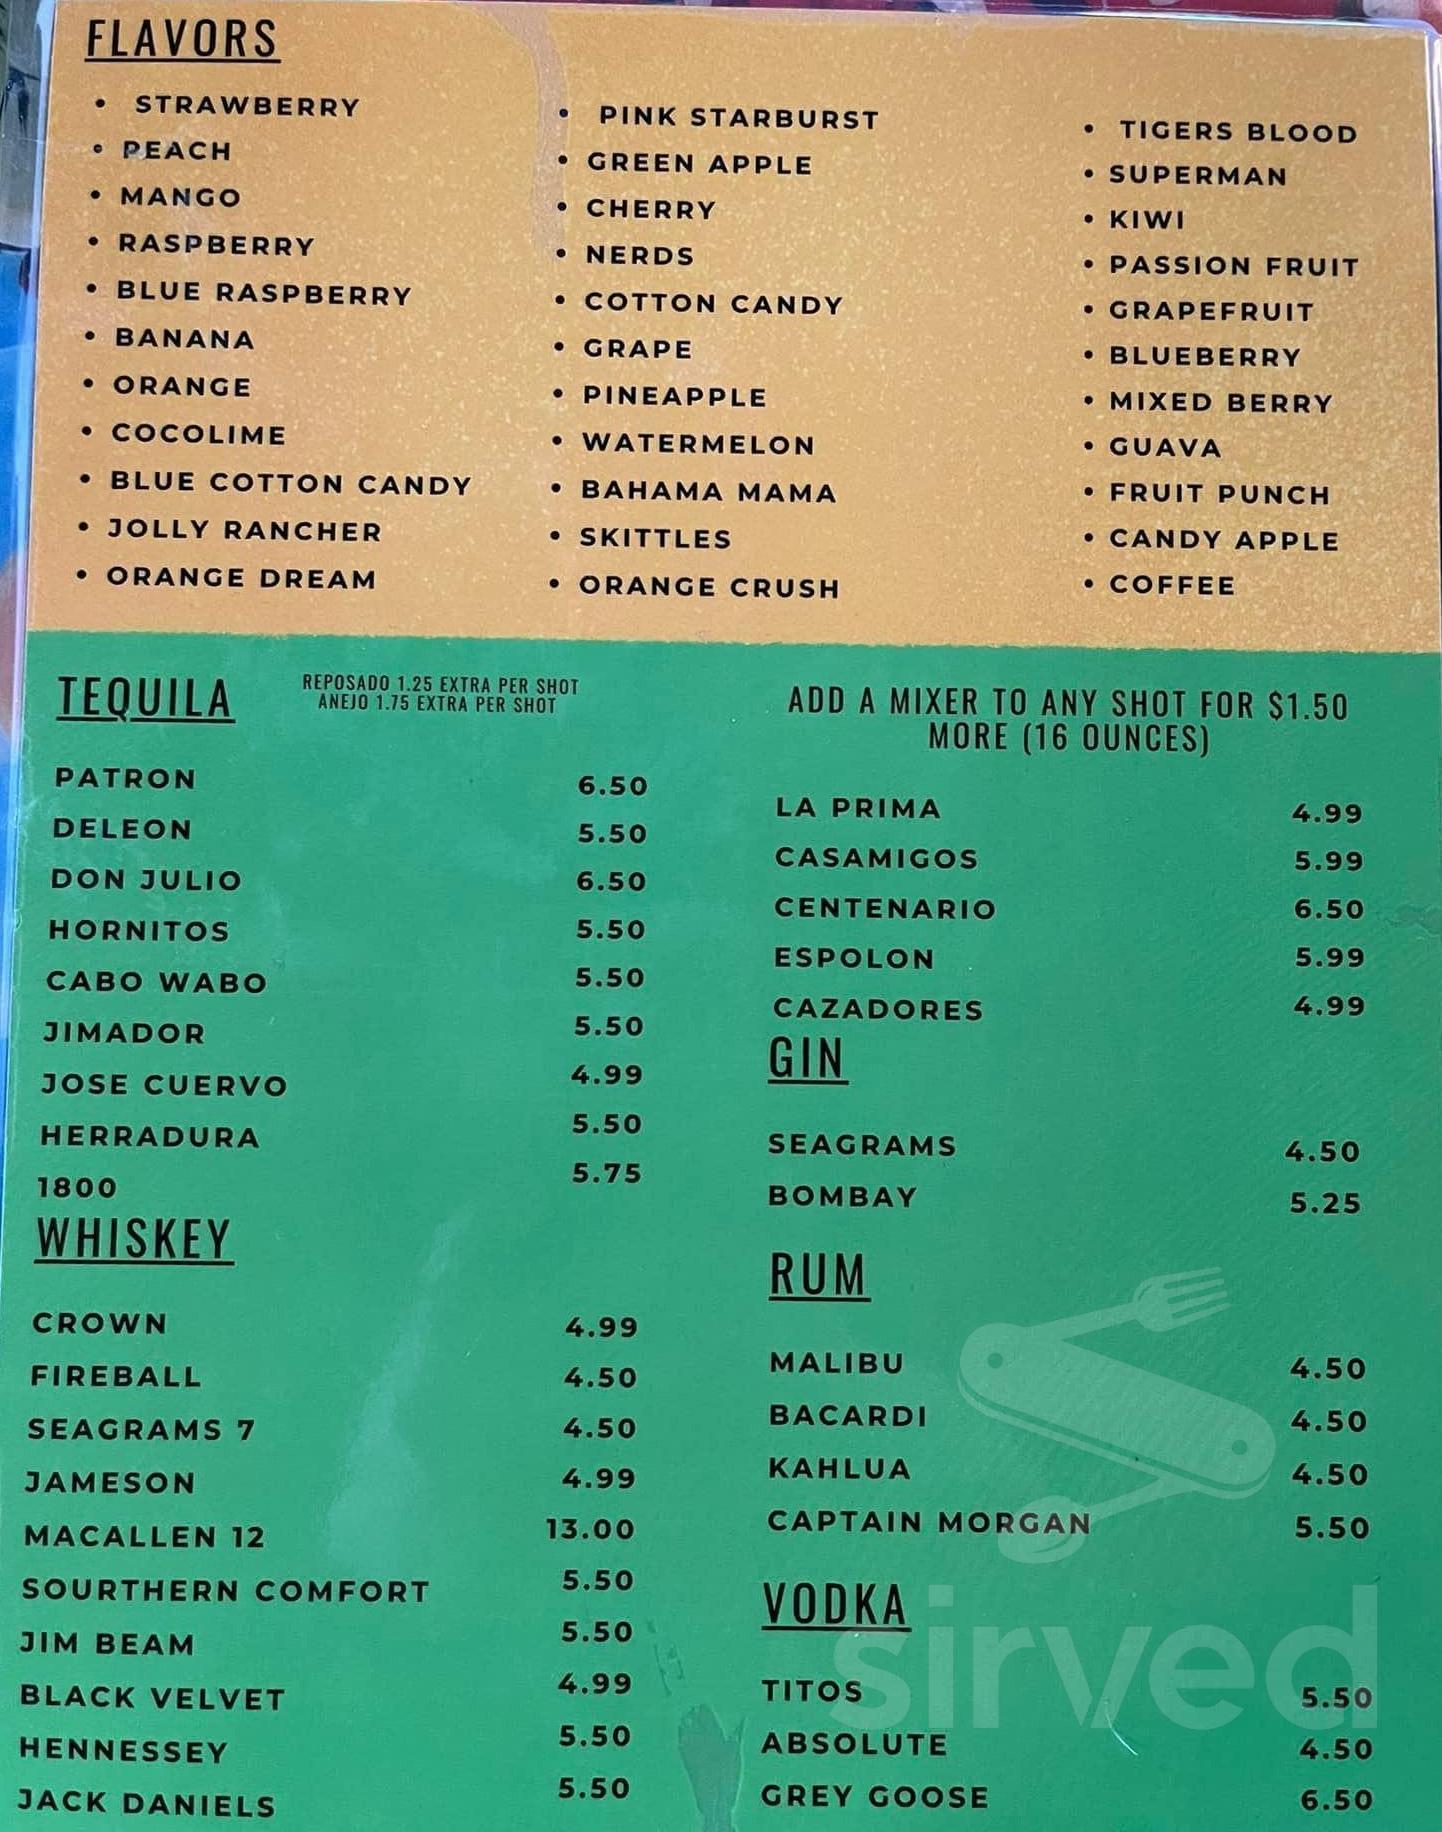 FLAVORS
• STRAWBERRY
• PEACH
• MANGO
• RASPBERRY
• BLUE RASPBERRY
• BANANA
• ORANGE
• COCOLIME
• BLUE COTTON CANDY
• JOLLY RANCHER
• ORANGE DREAM
• PINK STARBURST
• GREEN APPLE
• CHERRY
• NERDS
• COTTON CANDY
• GRAPE
• PINEAPPLE
• WATERMELON
• BAHAMA MAMA
• SKITTLES
• ORANGE CRUSH
• TIGERS BLOOD
• SUPERMAN
• KIWI
• PASSION FRUIT
• GRAPEFRUIT
• BLUEBERRY
• MIXED BERRY
• GUAVA
• FRUIT PUNCH
• CANDY APPLE
• COFFEE
TEQUILA
REPOSADO 1.25 EXTRA PER SHOT
ANEJO 1.75 EXTRA PER SHOT
PATRON 6.50
DELEON 5.50
DON JULIO 6.50
HORNITOS 5.50
CABO WABO 5.50
JIMADOR 5.50
JOSE CUERVO 4.99
HERRADURA 5.50
1800 5.75
WHISKEY
CROWN 4.99
FIREBALL 4.50
SEAGRAMS 7 4.50
JAMESON 4.99
MACALLEN 12 13.00
SOURTHERN COMFORT 5.50
JIM BEAM 5.50
BLACK VELVET 4.99
HENNESSEY 5.50
JACK DANIELS 5.50
ADD A MIXER TO ANY SHOT FOR $1.50
MORE (16 OUNCES)
LA PRIMA 4.99
CASAMIGOS 5.99
CENTENARIO 6.50
ESPOLON 5.99
CAZADORES 4.99
GIN
SEAGRAMS 4.50
BOMBAY 5.25
RUM
MALIBU 4.50
BACARDI 4.50
KAHLUA 4.50
CAPTAIN MORGAN 5.50
VODKA
TITOS 5.50
ABSOLUTE 4.50
GREY GOOSE 6.50
sirved